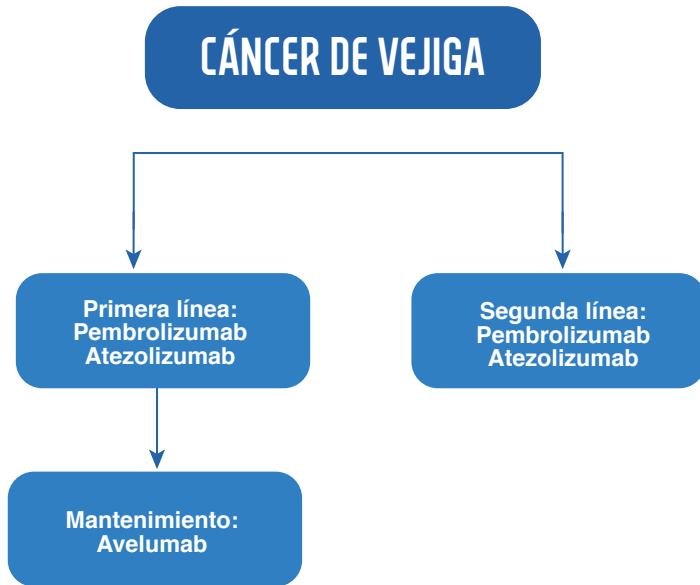 CÁNCER DE VEJIGA
Primera línea:
Pembrolizumab
Atezolizumab
Segunda línea:
Pembrolizumab
Atezolizumab
Mantenimiento:
Avelumab